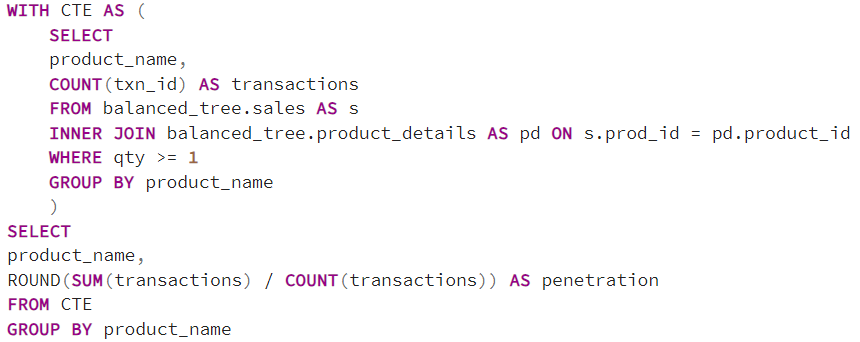 WITH CTE AS (
SELECT
product_name,
COUNT(txn_id) AS transactions
FROM balanced_tree.sales AS s
INNER JOIN balanced_tree.product_details AS pd ON s.prod_id = pd.product_id
WHERE qty >= 1
GROUP BY product_name
)
SELECT
product_name,
ROUND(SUM(transactions) / COUNT(transactions)) AS penetration
FROM CTE
GROUP BY product_name